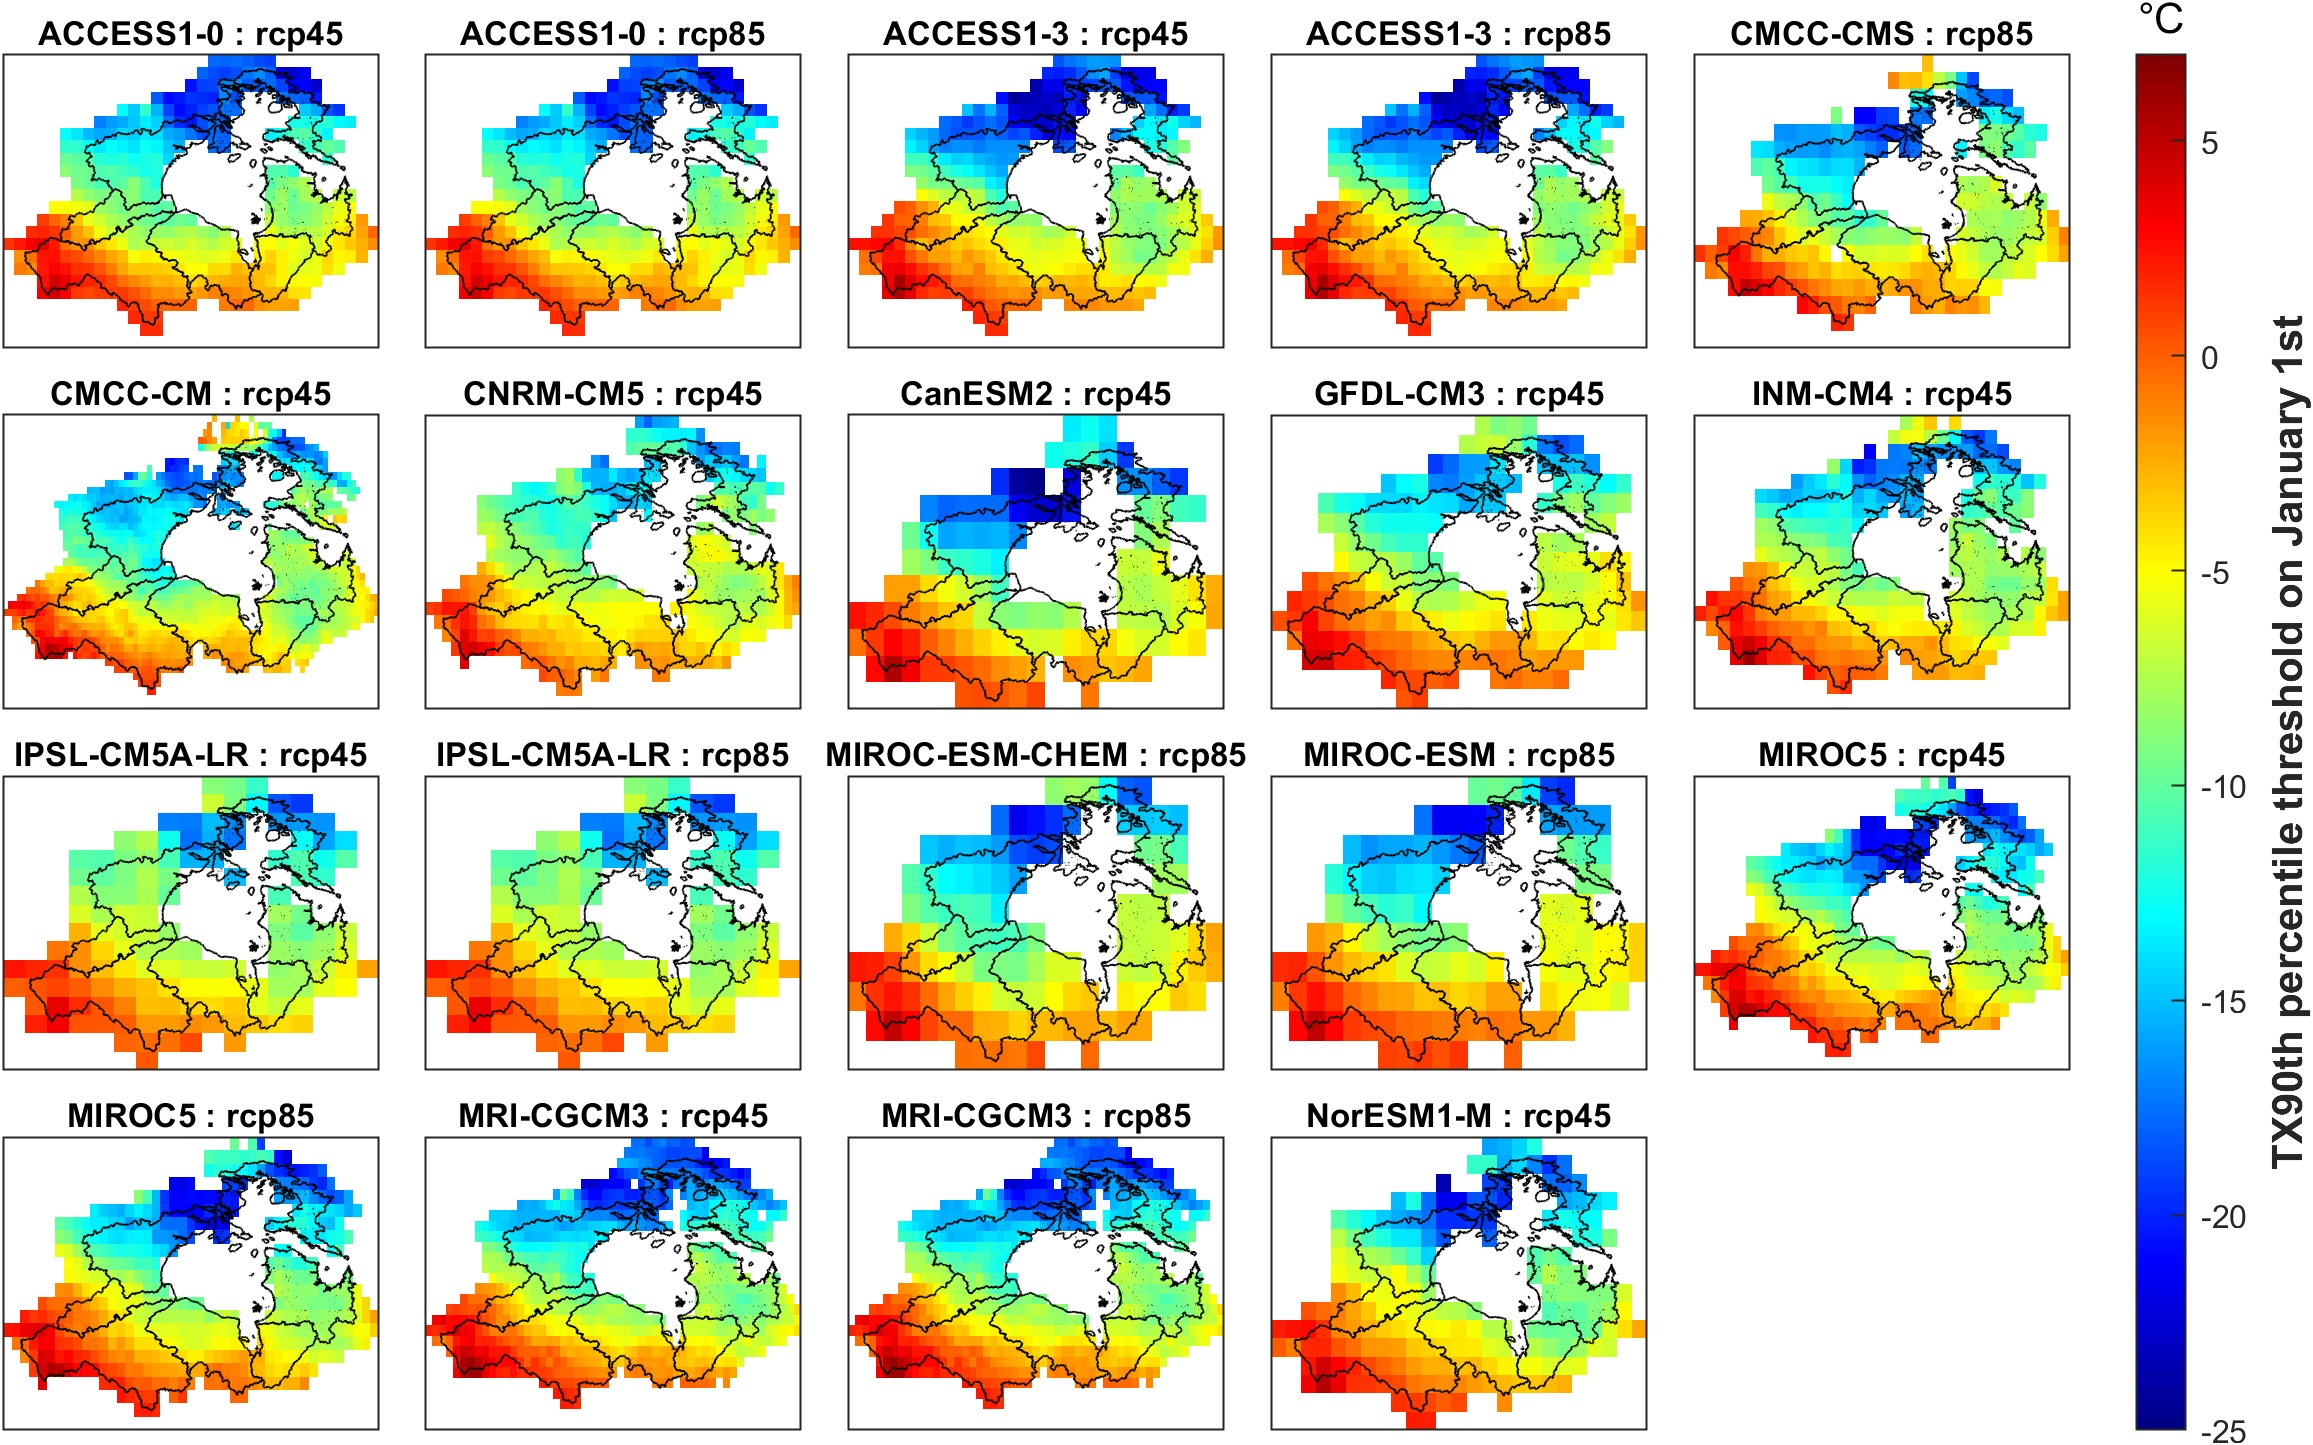 ACCESS1-0 : rcp45
ACCESS1-0 : rcp85
ACCESS1-3 : rcp45
ACCESS1-3 : rcp85
CMCC-CMS : rcp85
CMCC-CM : rcp45
CNRM-CM5 : rcp45
CanESM2 : rcp45
GFDL-CM3 : rcp45
INM-CM4 : rcp45
IPSL-CM5A-LR : rcp45
IPSL-CM5A-LR : rcp85
MIROC-ESM-CHEM : rcp85
MIROC-ESM : rcp85
MIROC5 : rcp45
MIROC5 : rcp85
MRI-CGCM3 : rcp45
MRI-CGCM3 : rcp85
NorESM1-M : rcp45
°C
5
0
-5
-10
-15
-20
-25
TX90th percentile threshold on January 1st